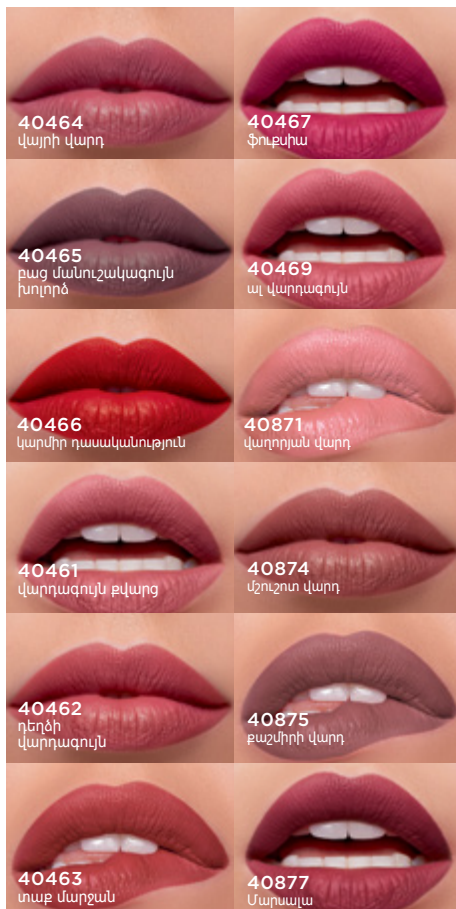 40464
վայրի վարդ
40467
ֆուքսիա
40465
բաց մանուշակագույն
խոլորձ
40469
ալ վարդագույն
40466
կարմիր դասականություն
40871
վաղորյան վարդ
40461
վարդագույն քվարց
40874
մշուշոտ վարդ
40462
դեղձի
վարդագույն
40875
քաշմիրի վարդ
40463
տաք մարջան
40877
Մարսալա